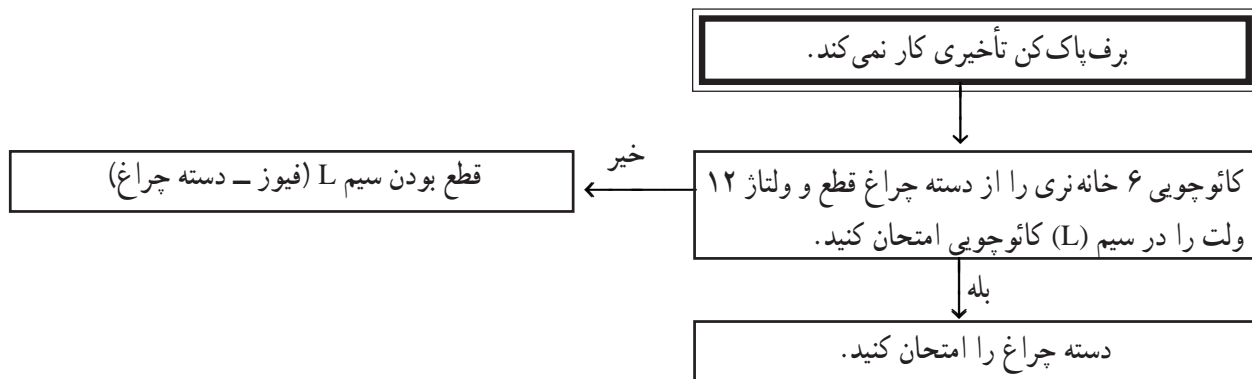 برف‌پاک‌کن تأخیری کار نمی‌کند.
کائوچویی ۶ خانه‌نری را از دسته چراغ قطع و ولتاژ ۱۲
ولت را در سیم (L) کائوچویی امتحان کنید.
خیر
قطع بودن سیم L (فیوز ــ دسته چراغ)
بله
دسته چراغ را امتحان کنید.